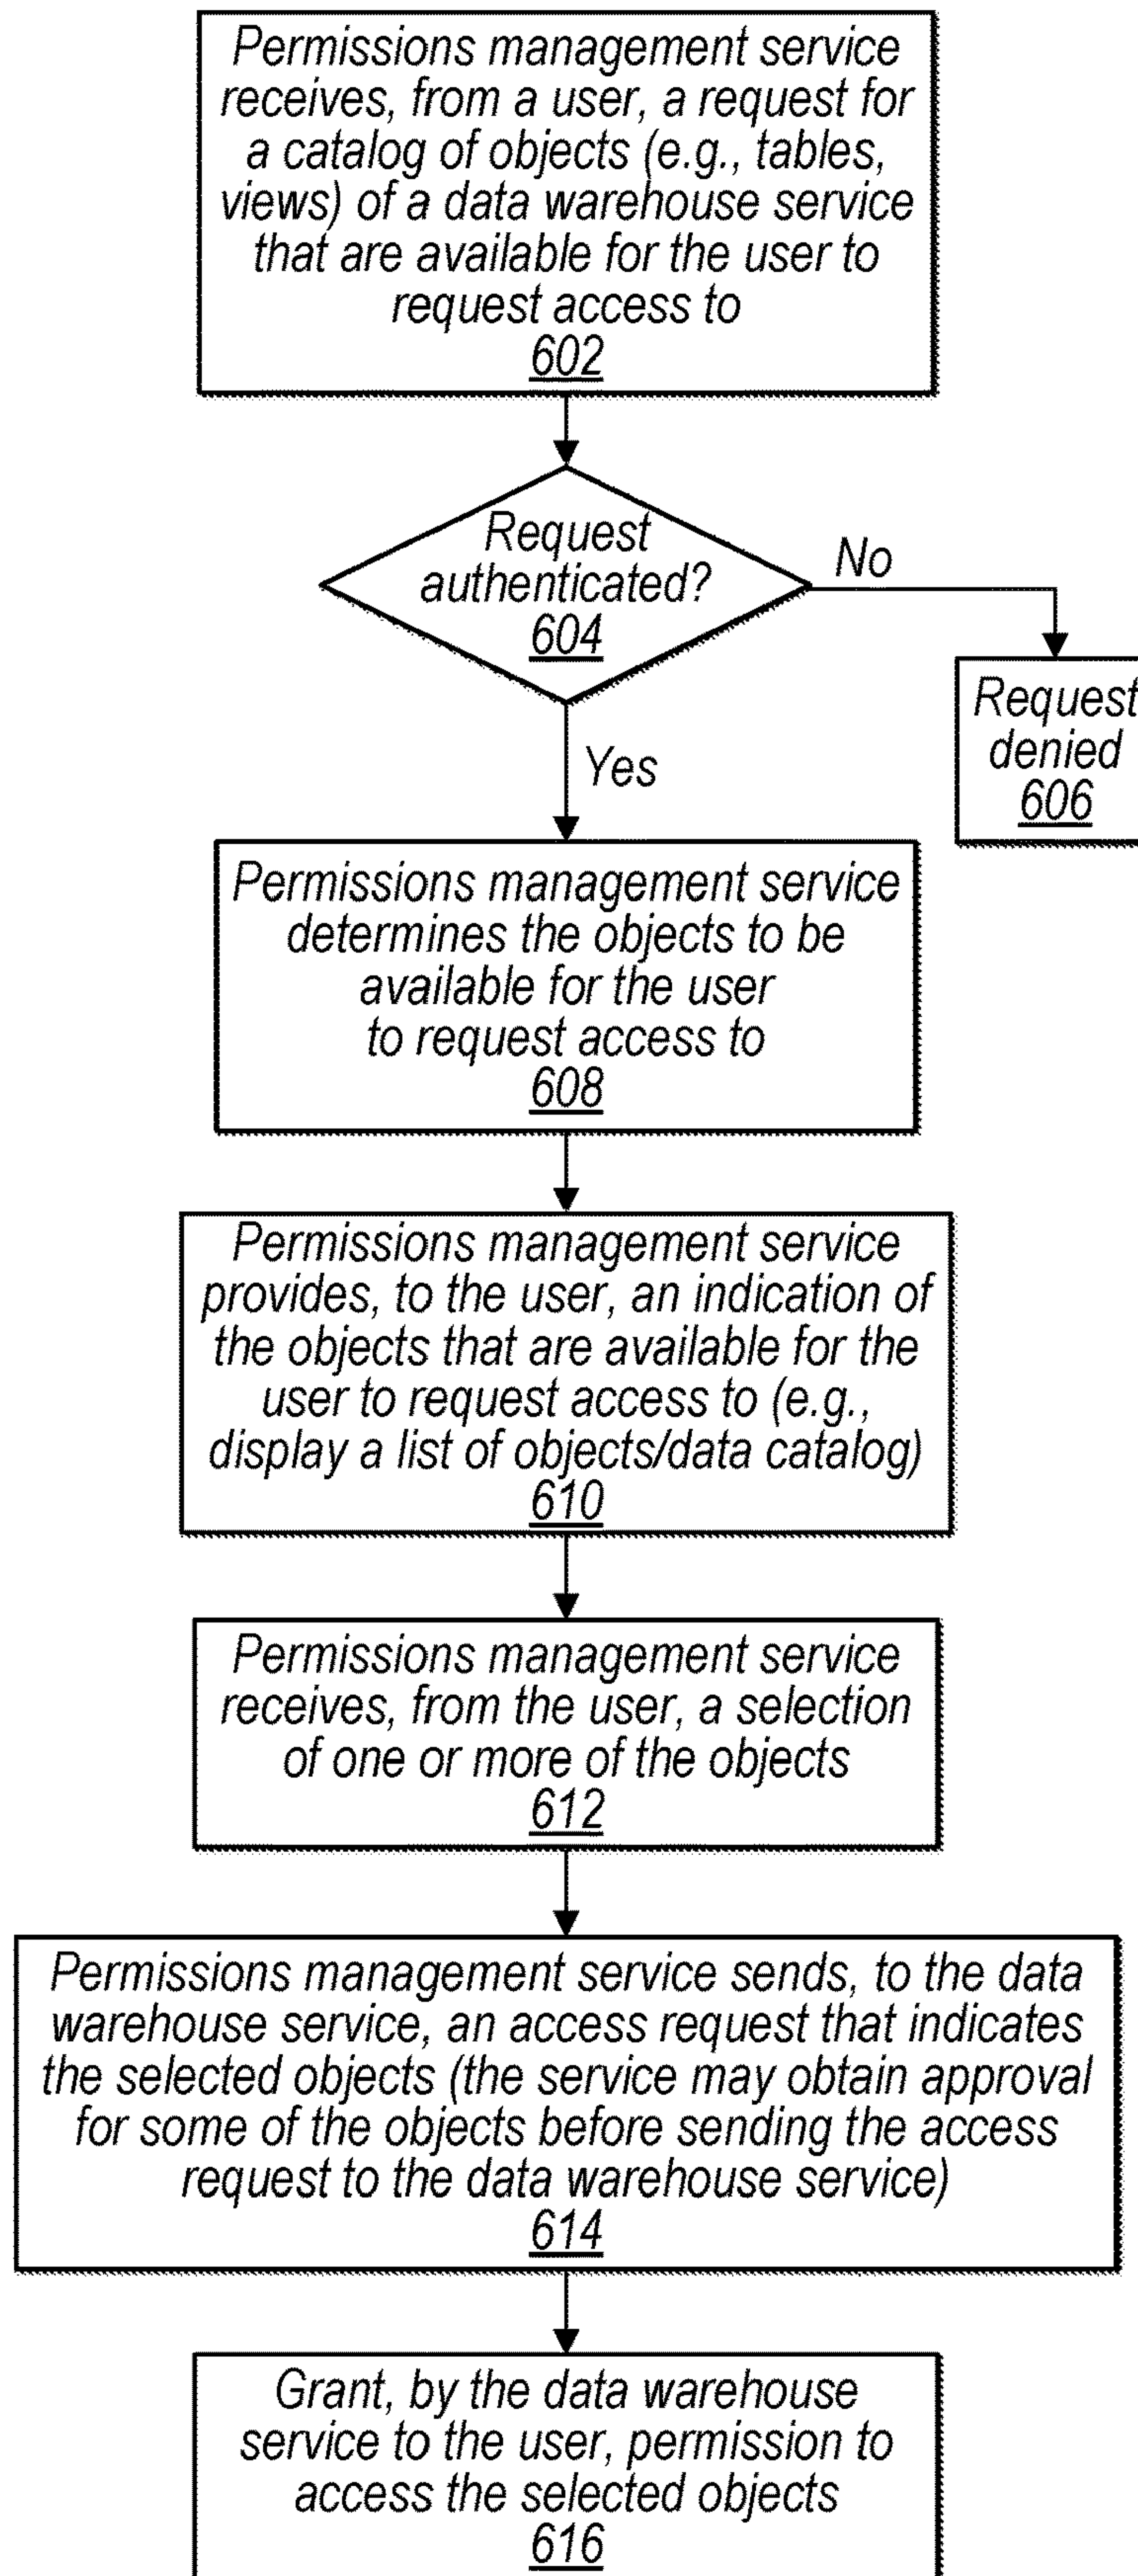 Permissions management service
receives, from a user, a request for
a catalog of objects (e.g., tables,
views) of a data warehouse service
that are available for the user to
request access to
602
Request
authenticated?
604
No
Request
denied
606
Yes
Permissions management service
determines the objects to be
available for the user
to request access to
608
Permissions management service
provides, to the user, an indication of
the objects that are available for the
user to request access to (e.g.,
display a list of objects/data catalog)
610
Permissions management service
receives, from the user, a selection
of one or more of the objects
612
Permissions management service sends, to the data
warehouse service, an access request that indicates
the selected objects (the service may obtain approval
for some of the objects before sending the access
request to the data warehouse service)
614
Grant, by the data warehouse
service to the user, permission to
access the selected objects
616